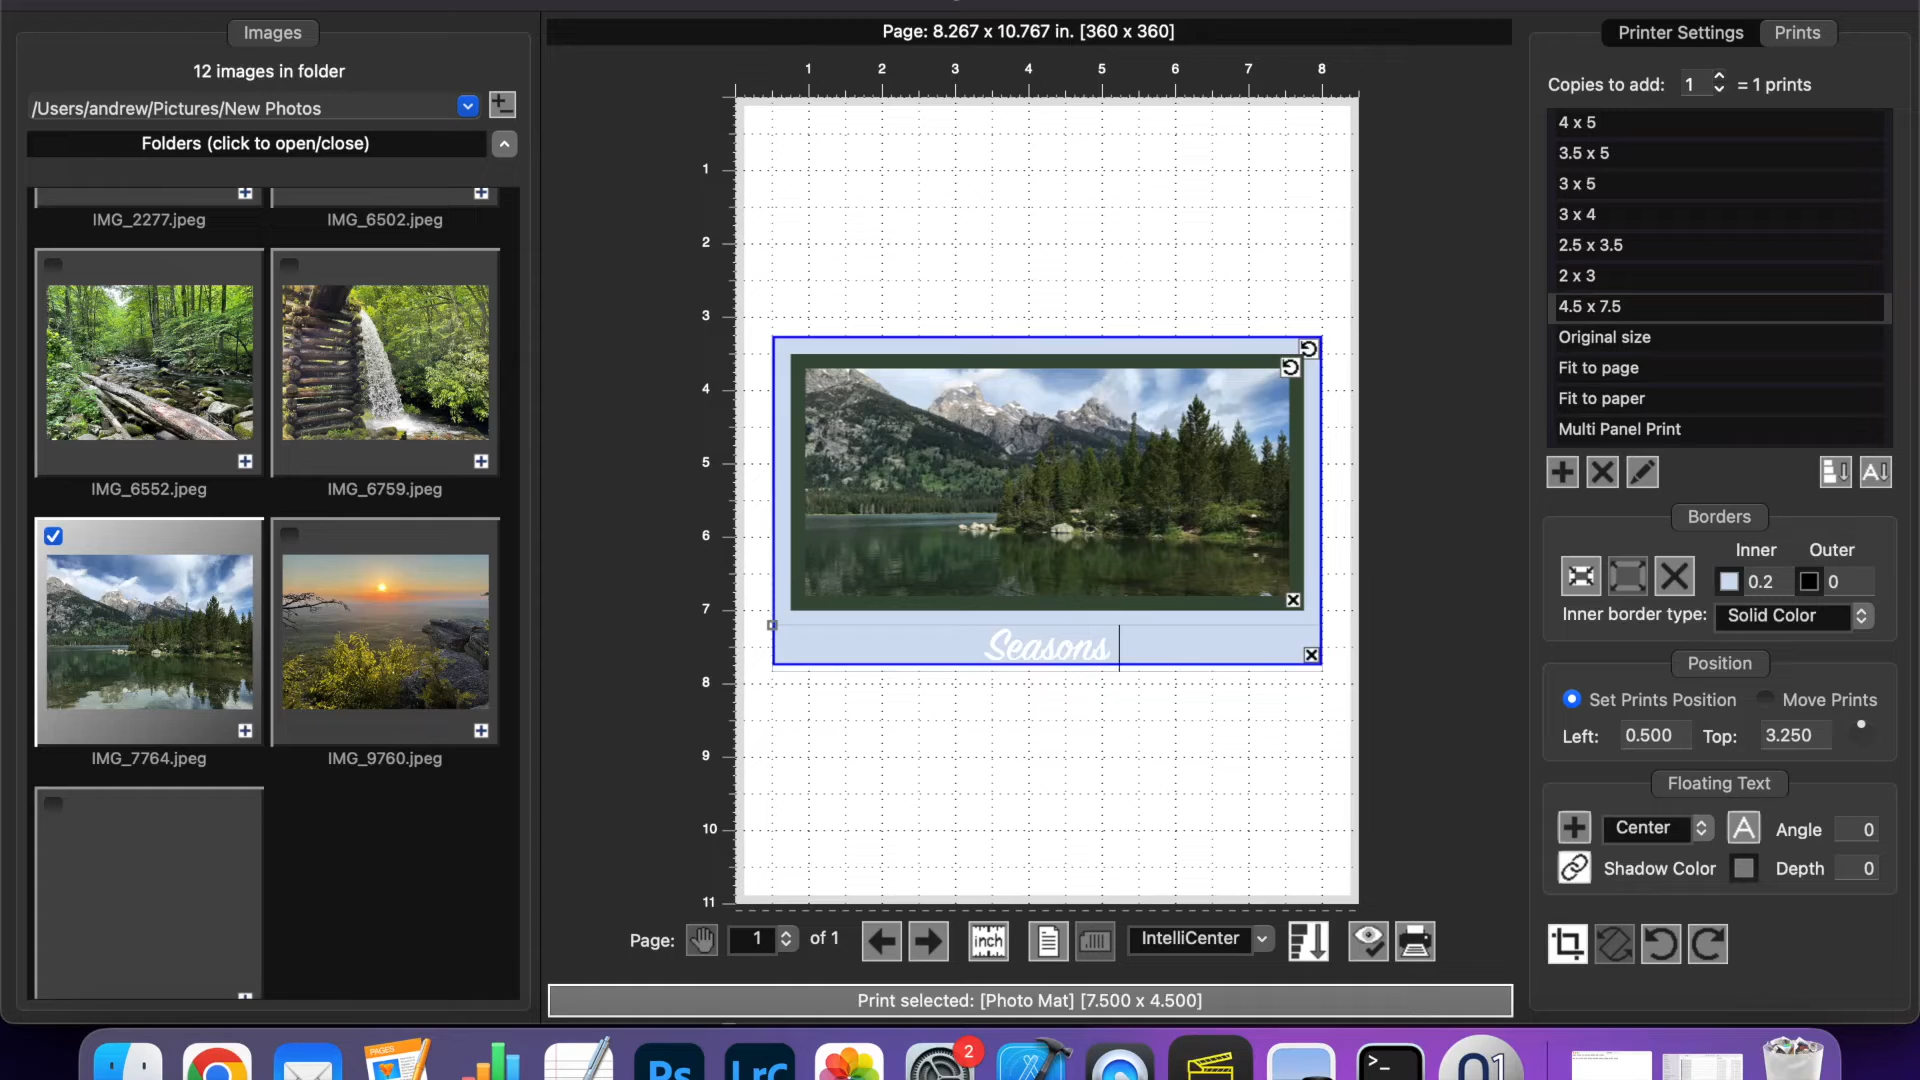 Images
12 images in folder
/Users/andrew/Pictures/New Photos
Folders (click to open/close)
IMG_2277.jpeg
IMG_6502.jpeg
IMG_6552.jpeg
IMG_6759.jpeg
IMG_7764.jpeg
IMG_9760.jpeg
Page: 8.267 x 10.767 in. [360 x 360]
1 2 3 4 5 6 7 8
1
2
3
4
5
6
7
8
9
10
11
Seasons
Page: 1 of 1
inch
IntelliCenter
Print selected: [Photo Mat] [7.500 x 4.500]
Printer Settings
Prints
Copies to add: 1 = 1 prints
4 x 5
3.5 x 5
3 x 5
3 x 4
2.5 x 3.5
2 x 3
4.5 x 7.5
Original size
Fit to page
Fit to paper
Multi Panel Print
A
Borders
Inner Outer
0.2 0
Inner border type: Solid Color
Position
Set Prints Position Move Prints
Left: 0.500 Top: 3.250
Floating Text
Center A Angle 0
Shadow Color Depth 0
PAGES
Ps
LrC
2
>_
01